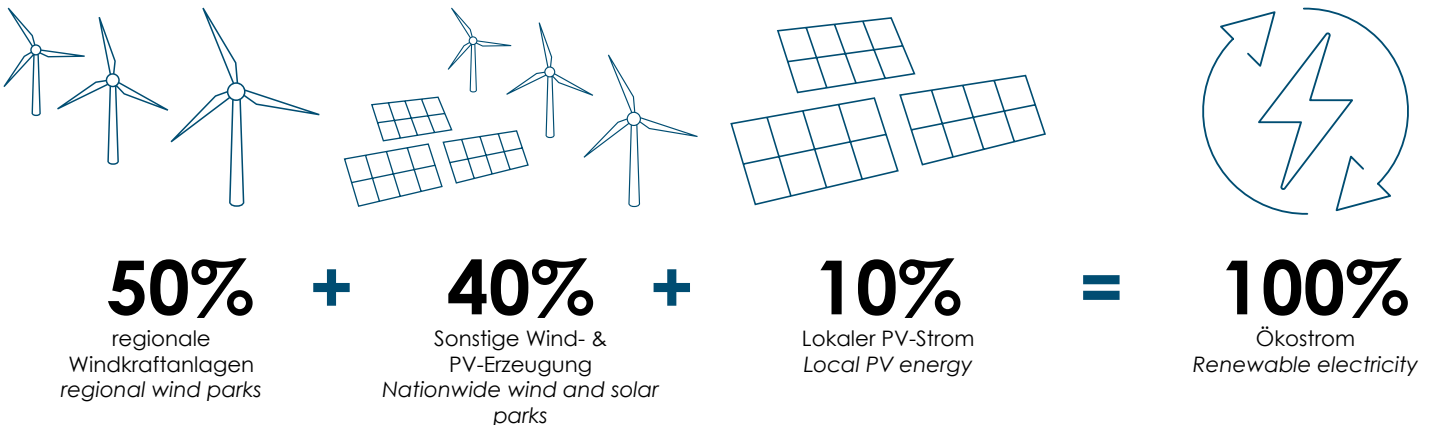 50% + 40% + 10% = 100%
regionale
Windkraftanlagen
regional wind parks
Sonstige Wind- &
PV-Erzeugung
Nationwide wind and solar
parks
Lokaler PV-Strom
Local PV energy
Ökostrom
Renewable electricity